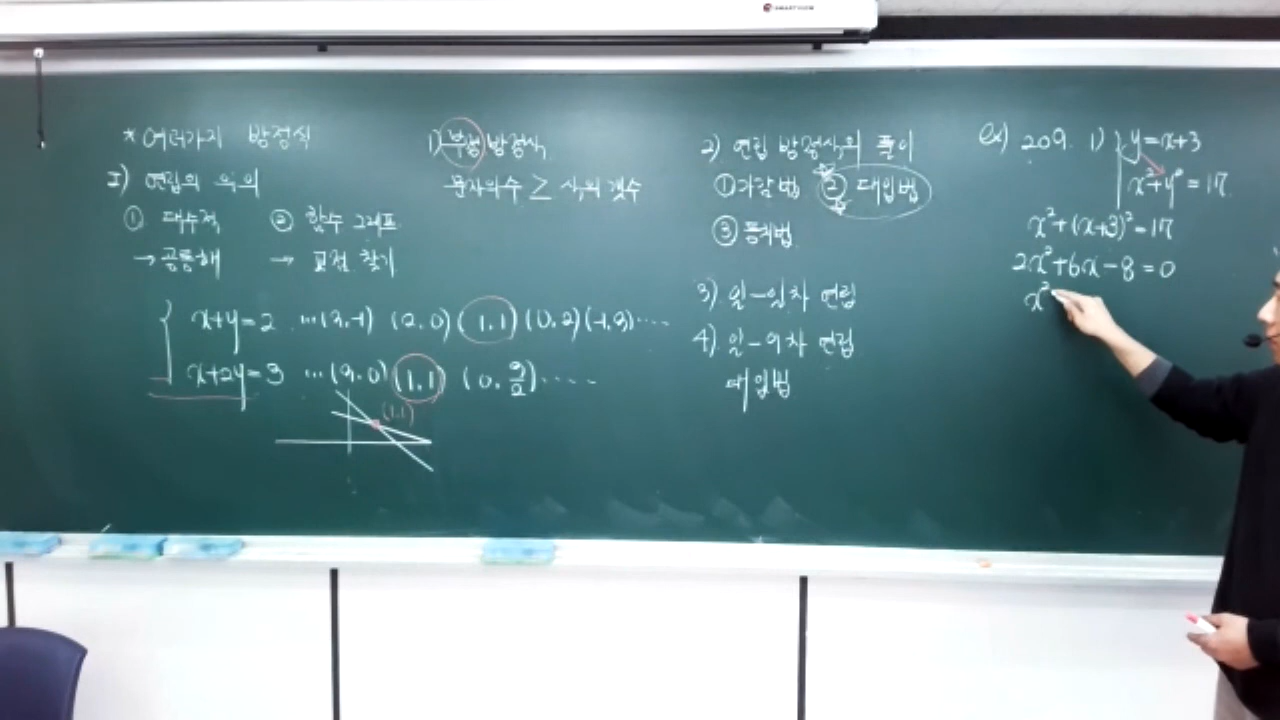 * 여러가지 방정식
I) 연립의 의의
① 대수적 ② 함수 그래프
→ 공통해 → 교점 찾기
x+y=2 ...(3,-1) (2,0) (1,1) (0,2) (-1,3)....
x+2y=3 ...(3,0) (1,1) (0,3/2)....
(1,1)
1) 부정방정식
문자의수 ≥ 식의 갯수
2) 연립 방정식의 풀이
①가감법 ② 대입법
③ 등치법
3) 일-일차 연립
4) 일-이차 연립
대입법
ex) 209. 1) y=x+3
x²+y²=17
x²+(x+3)²=17
2x²+6x-8=0
x²